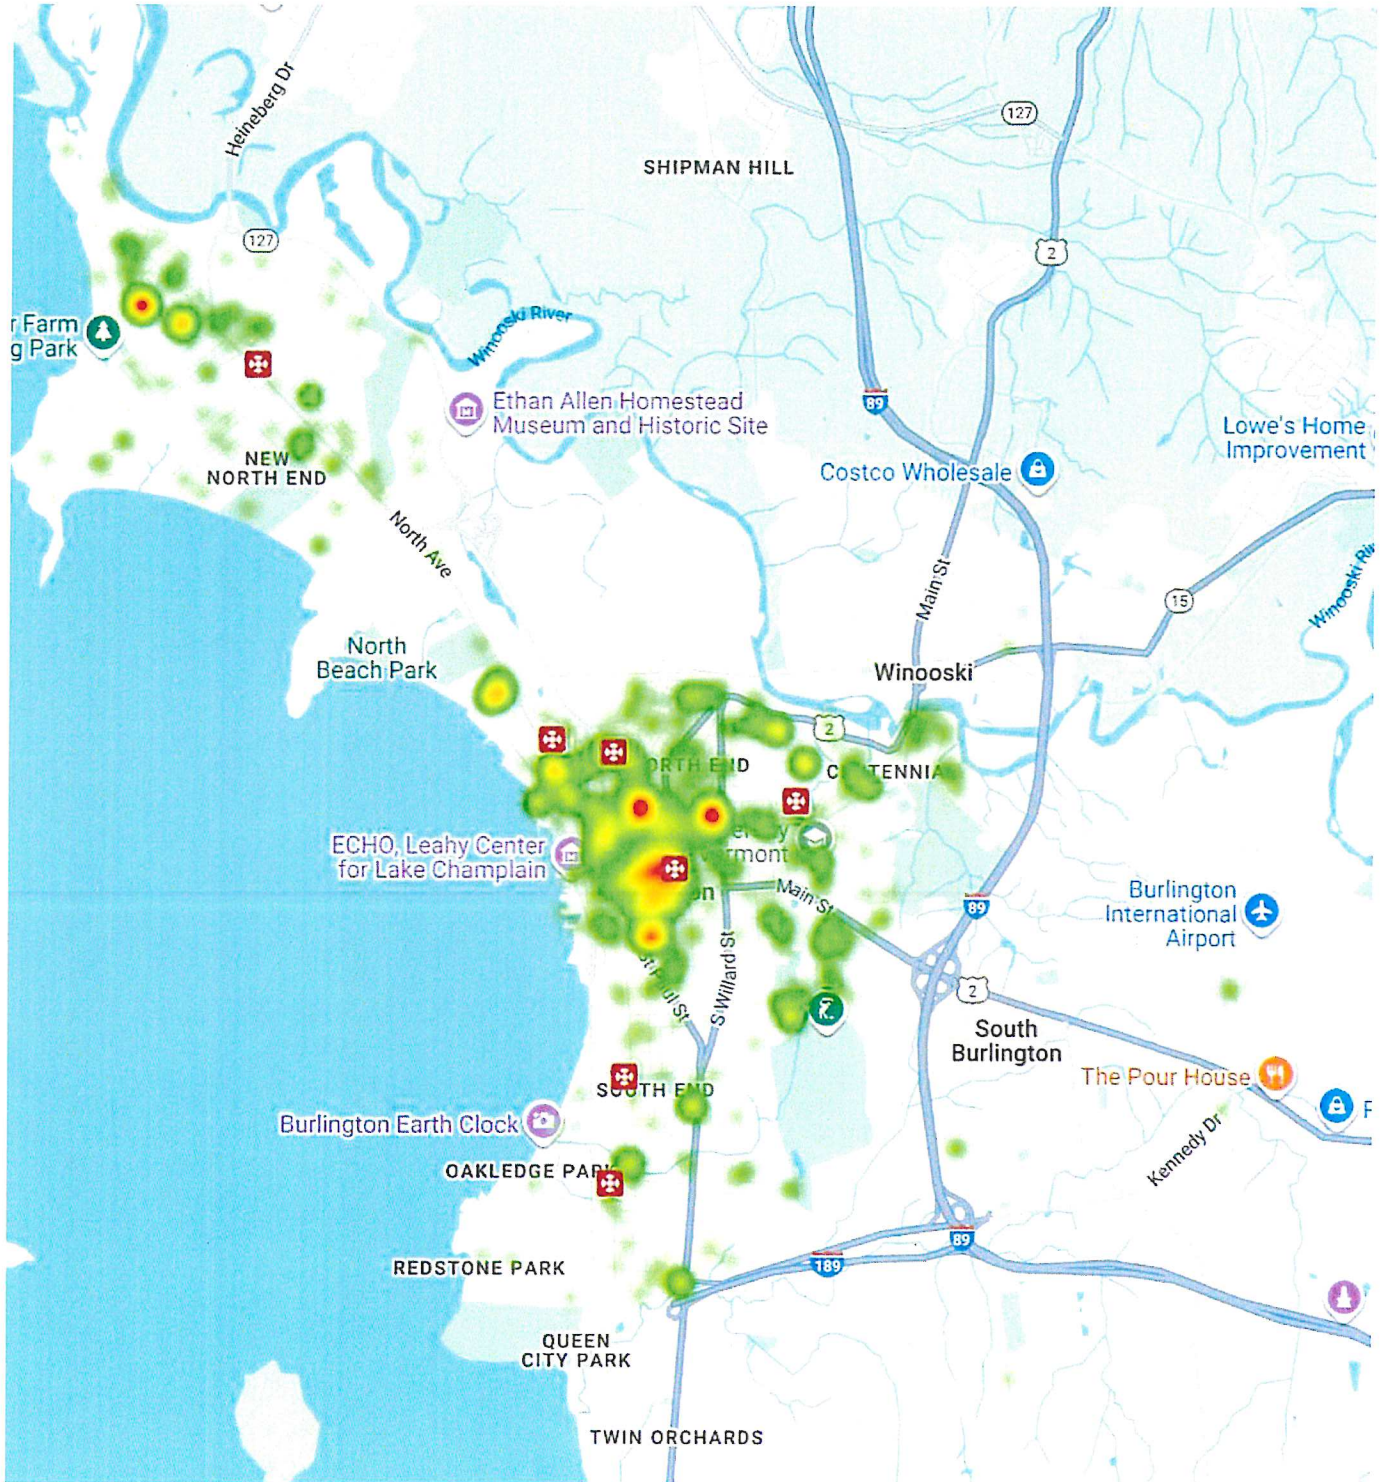 Heineberg Dr
127
SHIPMAN HILL
127
2
r Farm
g Park
Winooski River
89
Ethan Allen Homestead
Museum and Historic Site
Lowe's Home
Improvement
Costco Wholesale
NEW
NORTH END
North Ave
Main St
15
Winooski Riv
North
Beach Park
Winooski
2
ORTH END
CENTENNIA
ECHO, Leahy Center
for Lake Champlain
ermont
on
Main St
89
Burlington
International
Airport
St Paul St
S Willard St
2
South
Burlington
The Pour House
SOUTH END
Burlington Earth Clock
F
Kennedy Dr
OAKLEDGE PARK
89
189
REDSTONE PARK
F
QUEEN
CITY PARK
TWIN ORCHARDS